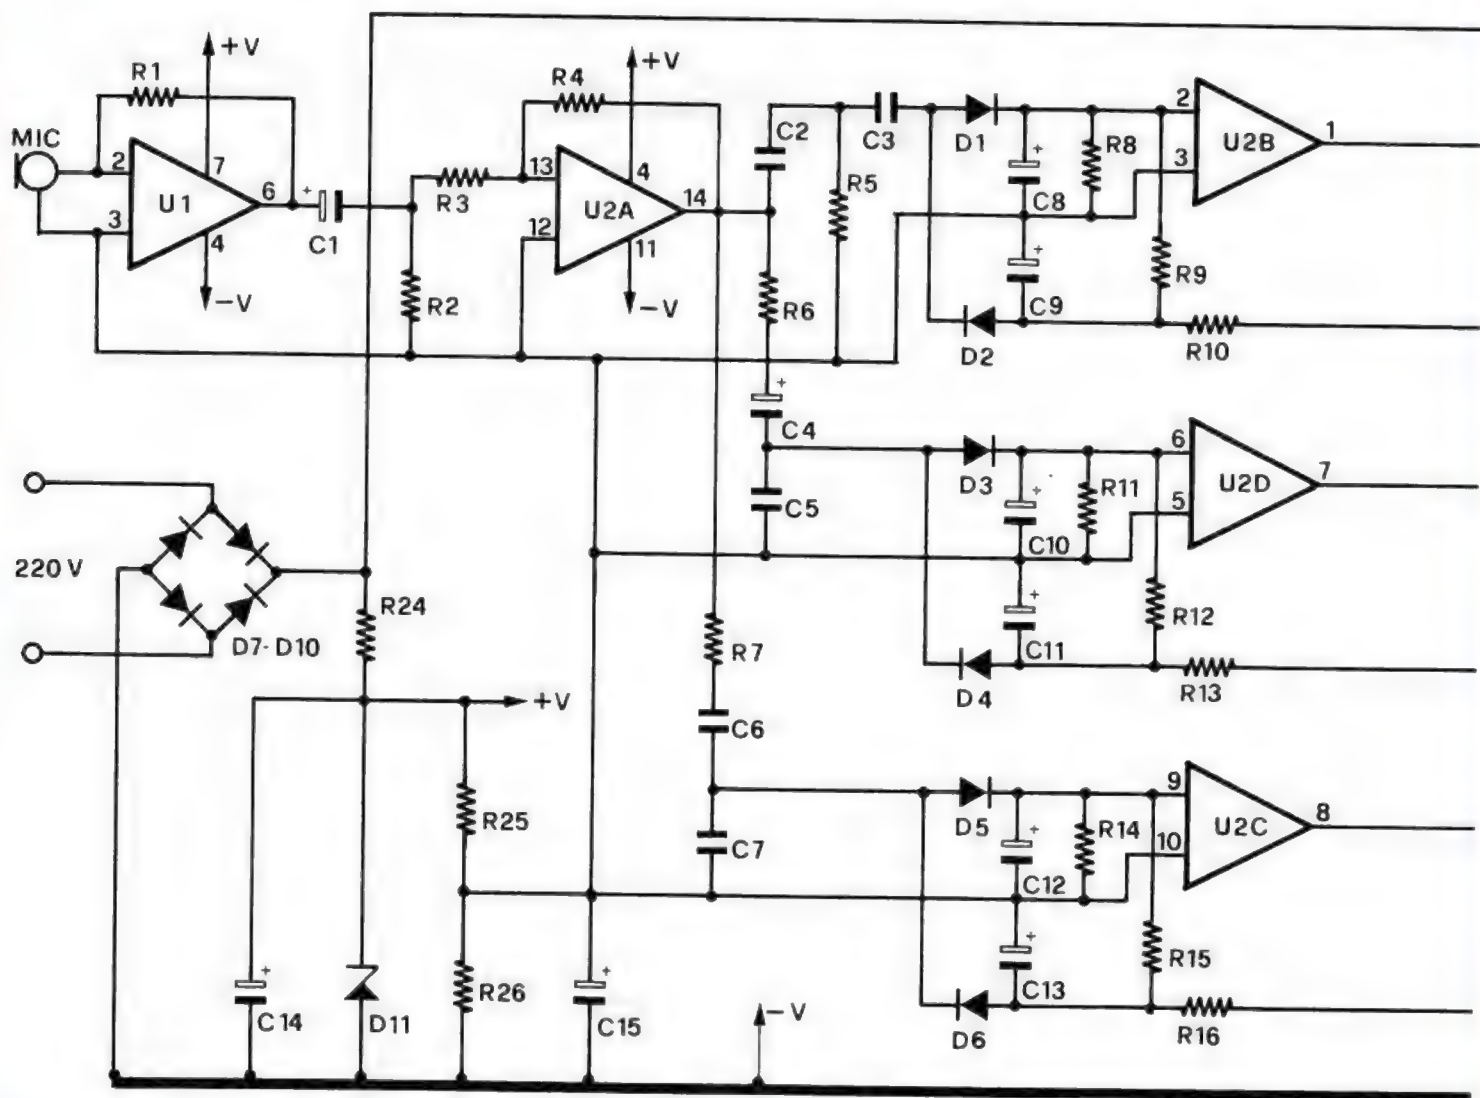 R1
+V
MIC
2
7
U1
6
3
4
-V
+
C1
R2
R3
R4
+V
13
4
U2A
14
12
11
-V
C2
C3
R5
R6
D1
+
C8
R8
2
3
U2B
1
+
C9
R9
D2
R10
+
C4
C5
D3
+
C10
R11
6
5
U2D
7
+
C11
R12
D4
R13
220 V
D7-D10
R24
+V
R7
C6
C7
D5
+
C12
R14
9
10
U2C
8
+
C13
R15
D6
R16
R25
R26
+
C14
D11
+
C15
-V